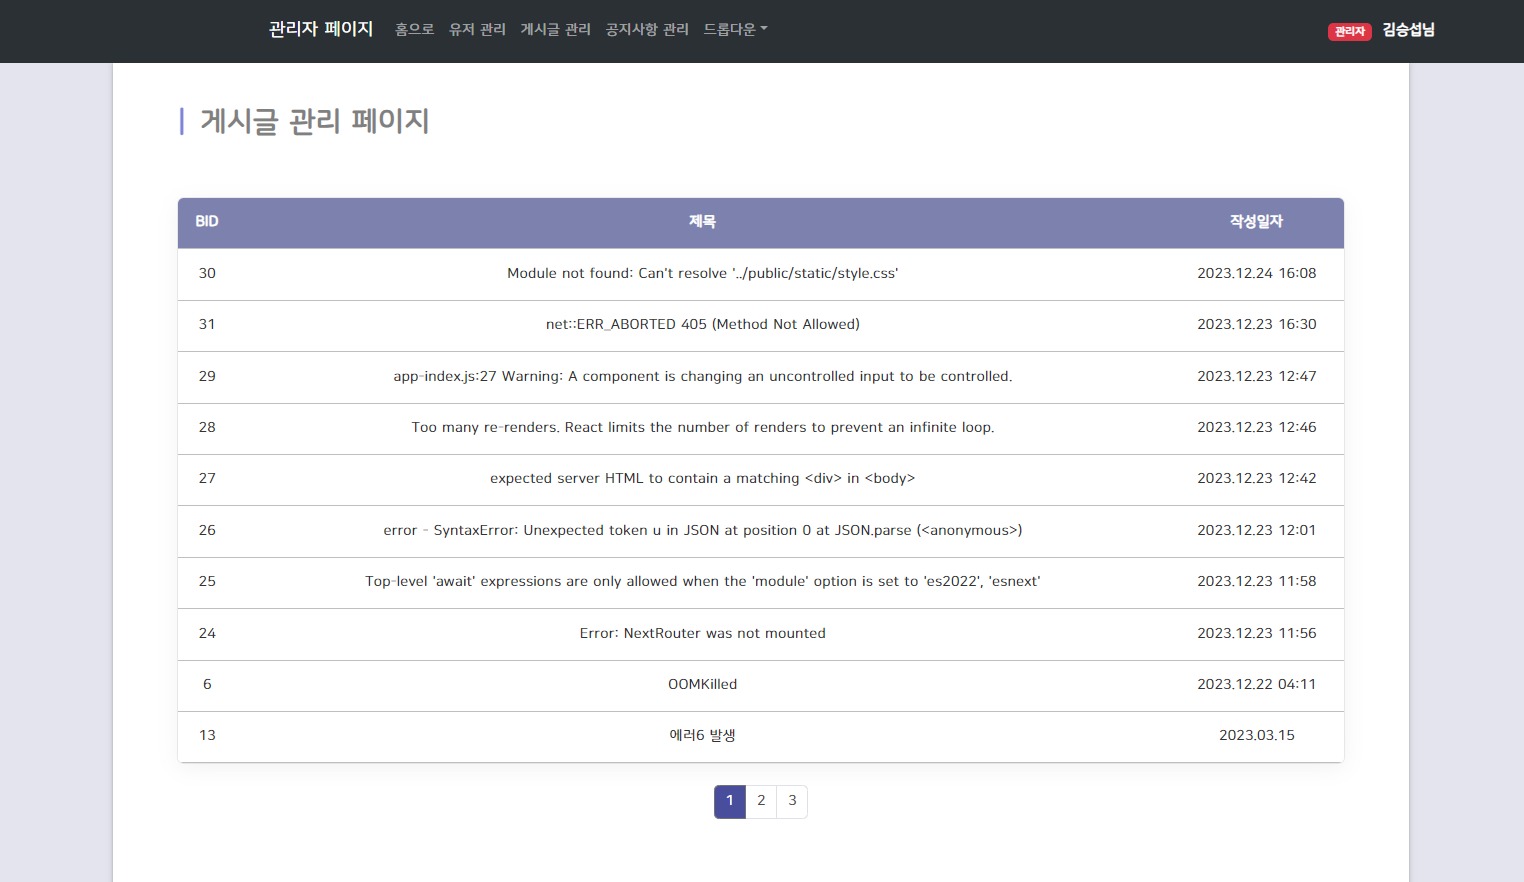 관리자 페이지 홈으로 유저 관리 게시글 관리 공지사항 관리 드롭다운 관리자 김승섭님
게시글 관리 페이지
BID 제목 작성일자
30 Module not found: Can't resolve '../public/static/style.css' 2023.12.24 16:08
31 net::ERR_ABORTED 405 (Method Not Allowed) 2023.12.23 16:30
29 app-index.js:27 Warning: A component is changing an uncontrolled input to be controlled. 2023.12.23 12:47
28 Too many re-renders. React limits the number of renders to prevent an infinite loop. 2023.12.23 12:46
27 expected server HTML to contain a matching <div> in <body> 2023.12.23 12:42
26 error - SyntaxError: Unexpected token u in JSON at position 0 at JSON.parse (<anonymous>) 2023.12.23 12:01
25 Top-level 'await' expressions are only allowed when the 'module' option is set to 'es2022', 'esnext' 2023.12.23 11:58
24 Error: NextRouter was not mounted 2023.12.23 11:56
6 OOMKilled 2023.12.22 04:11
13 에러6 발생 2023.03.15
1 2 3